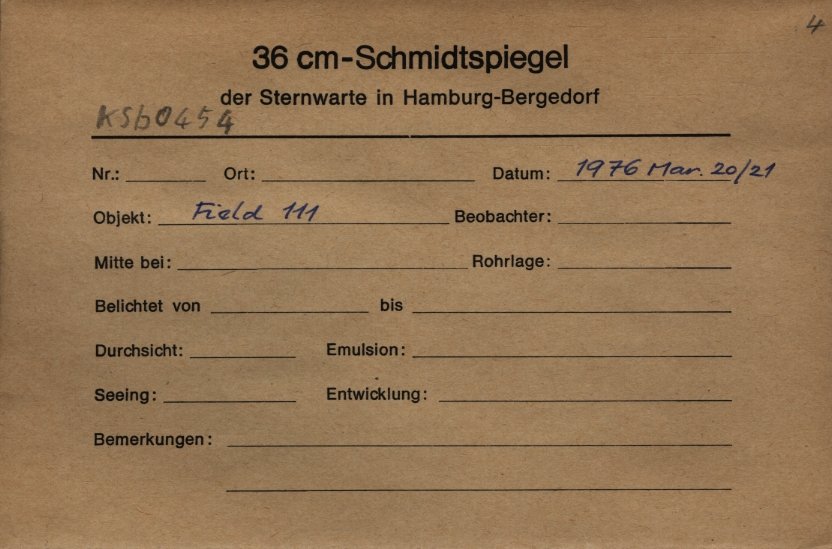 4
36 cm-Schmidtspiegel
der Sternwarte in Hamburg-Bergedorf
KSb0454
Nr.: Ort: Datum: 1976 Mar. 20/21
Objekt: Field 111 Beobachter:
Mitte bei: Rohrlage:
Belichtet von bis
Durchsicht: Emulsion:
Seeing: Entwicklung:
Bemerkungen: